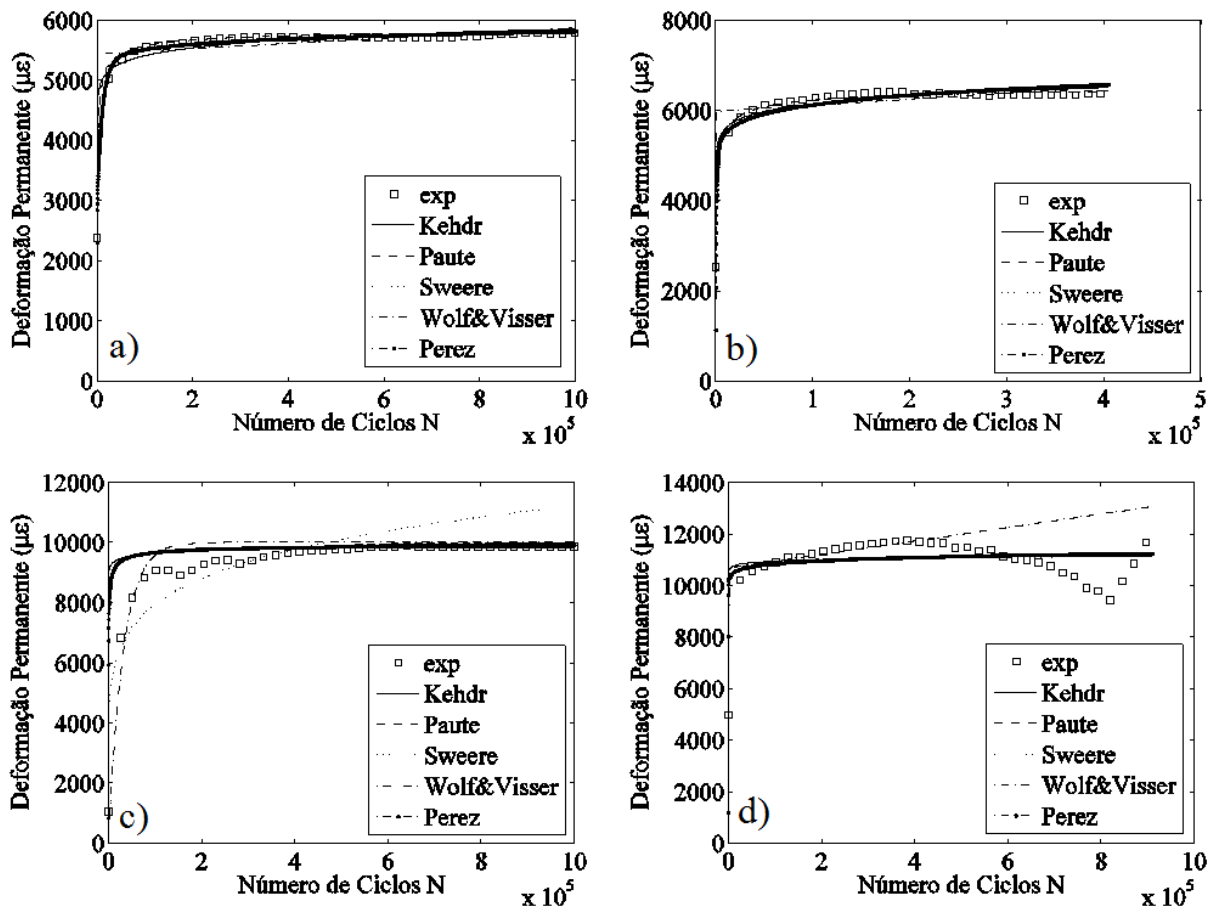 Deformação Permanente (με)
6000
5000
4000
3000
2000
1000
0
a)
exp
Kehdr
Paute
Sweere
Wolf&Visser
Perez
0 2 4 6 8 10
Número de Ciclos N
x 10^5
Deformação Permanente (με)
8000
6000
4000
2000
0
b)
exp
Kehdr
Paute
Sweere
Wolf&Visser
Perez
0 1 2 3 4 5
Número de Ciclos N
x 10^5
Deformação Permanente (με)
12000
10000
8000
6000
4000
2000
0
c)
exp
Kehdr
Paute
Sweere
Wolf&Visser
Perez
0 2 4 6 8 10
Número de Ciclos N
x 10^5
Deformação Permanente (με)
14000
12000
10000
8000
6000
4000
2000
0
d)
exp
Kehdr
Paute
Sweere
Wolf&Visser
Perez
0 2 4 6 8 10
Número de Ciclos N
x 10^5